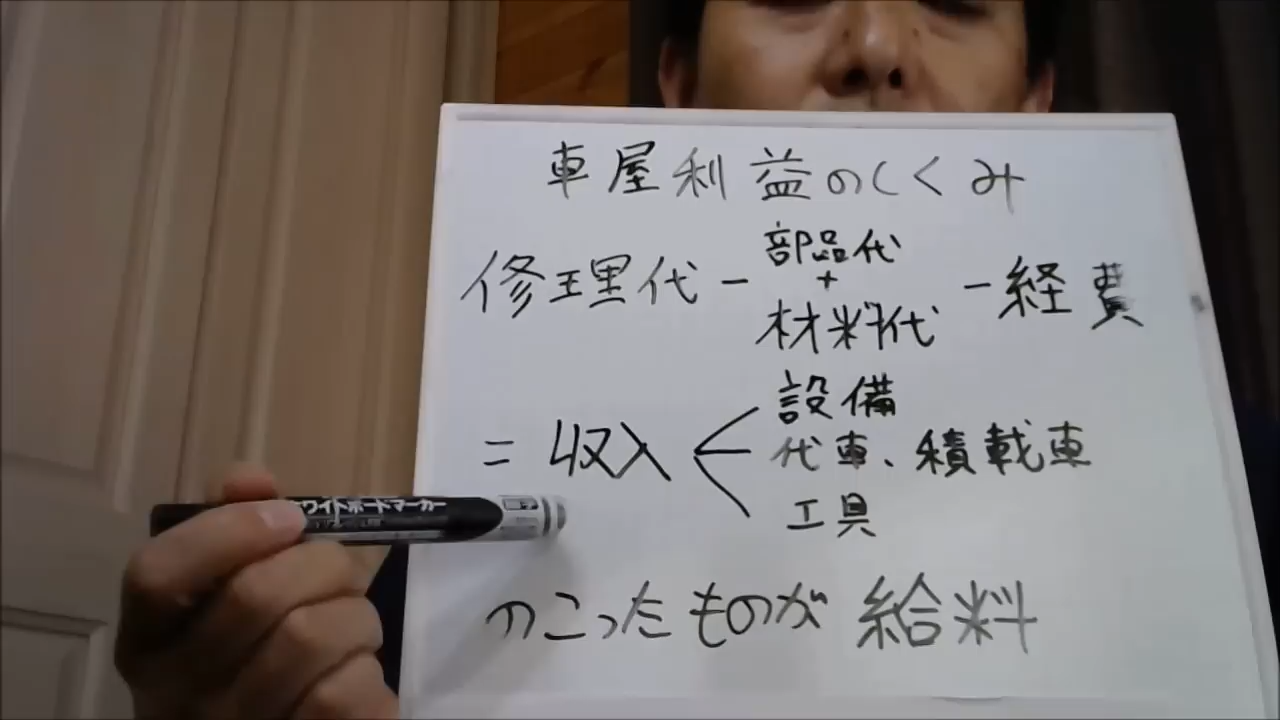 車屋利益のしくみ
修理代 − 部品代 + 材料代 − 経費
= 収入
設備
代車、積載車
工具
のこったものが 給料
ホワイトボードマーカー